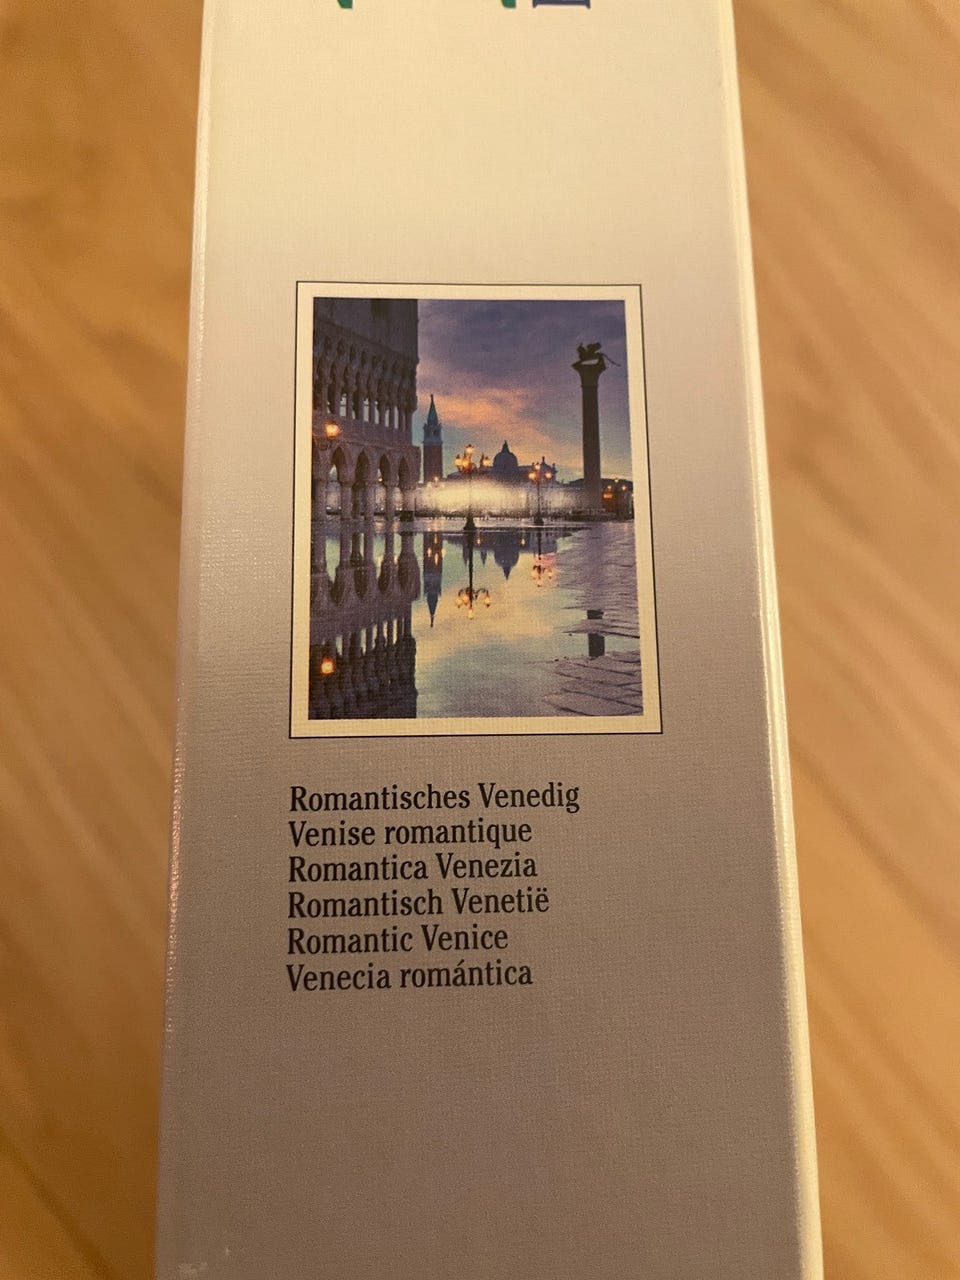 Romantisches Venedig
Venise romantique
Romantica Venezia
Romantisch Venetië
Romantic Venice
Venecia romántica